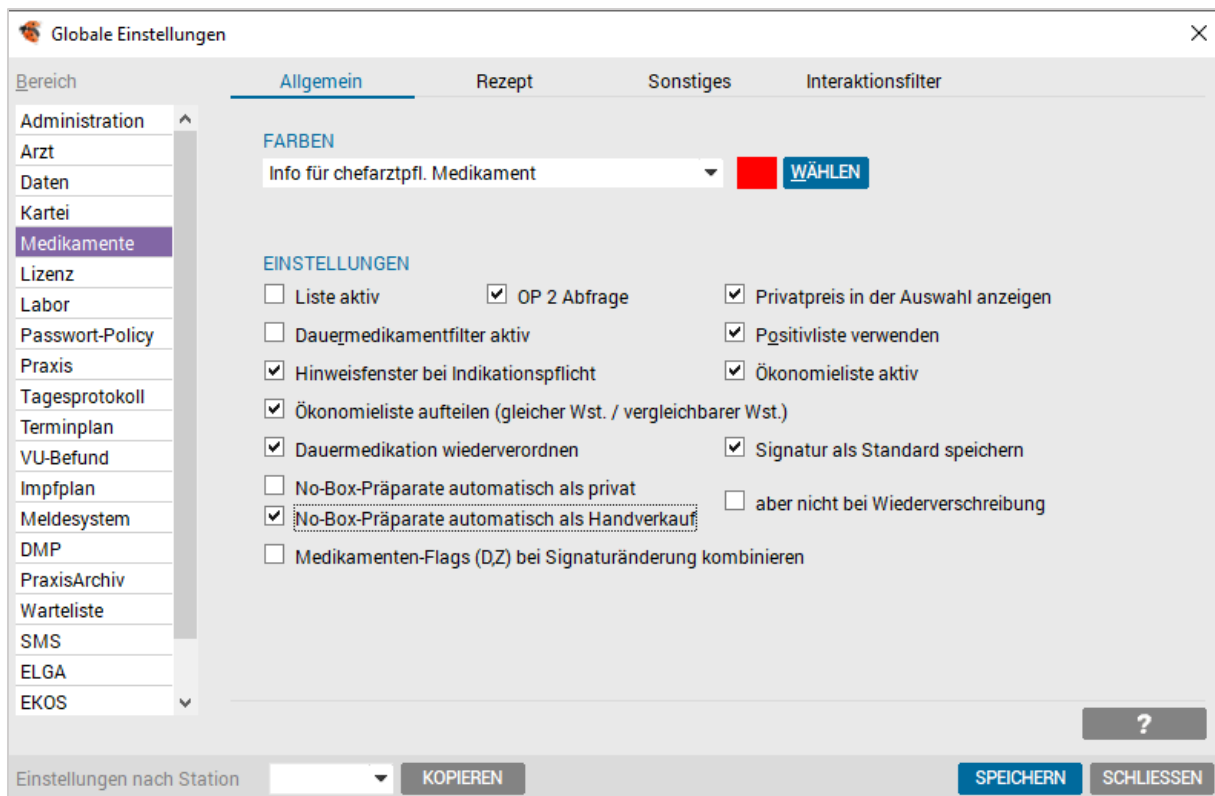 Globale Einstellungen
Bereich
Administration
Arzt
Daten
Kartei
Medikamente
Lizenz
Labor
Passwort-Policy
Praxis
Tagesprotokoll
Terminplan
VU-Befund
Impfplan
Meldesystem
DMP
PraxisArchiv
Warteliste
SMS
ELGA
EKOS
Allgemein Rezept Sonstiges Interaktionsfilter
FARBEN
Info für chefarztpfl. Medikament WÄHLEN
EINSTELLUNGEN
Liste aktiv OP 2 Abfrage Privatpreis in der Auswahl anzeigen
Dauermedikamentfilter aktiv Positivliste verwenden
Hinweisfenster bei Indikationspflicht Ökonomieliste aktiv
Ökonomieliste aufteilen (gleicher Wst. / vergleichbarer Wst.)
Dauermedikation wiederverordnen Signatur als Standard speichern
No-Box-Präparate automatisch als privat
aber nicht bei Wiederverschreibung
No-Box-Präparate automatisch als Handverkauf
Medikamenten-Flags (D,Z) bei Signaturänderung kombinieren
?
Einstellungen nach Station KOPIEREN SPEICHERN SCHLIESSEN